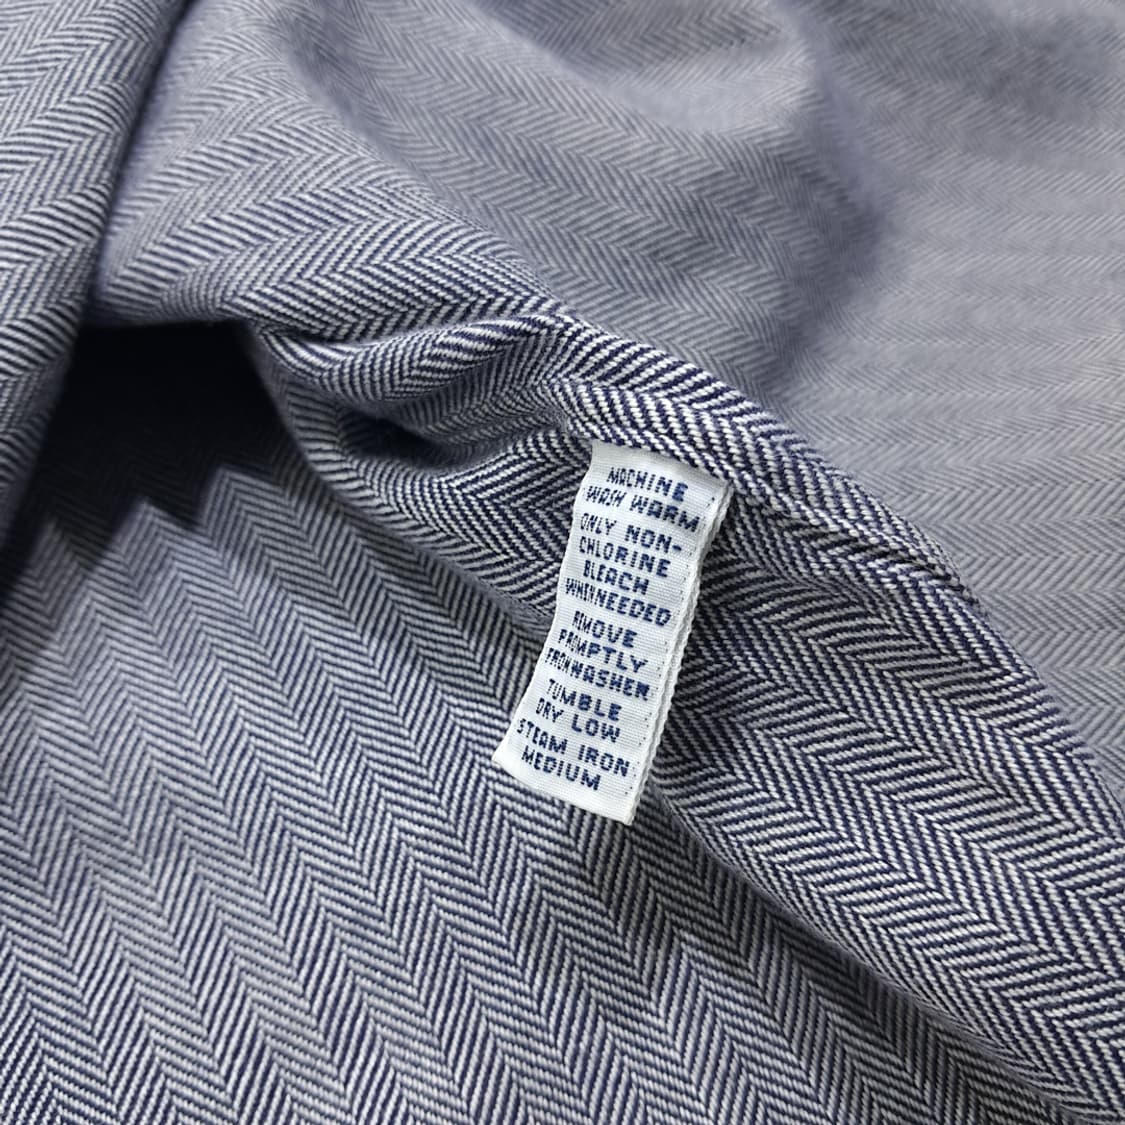 MACHINE
WASH WARM
ONLY NON-
CHLORINE
BLEACH
WHEN NEEDED
REMOVE
PROMPTLY
FROM WASHER
TUMBLE
DRY LOW
STEAM IRON
MEDIUM